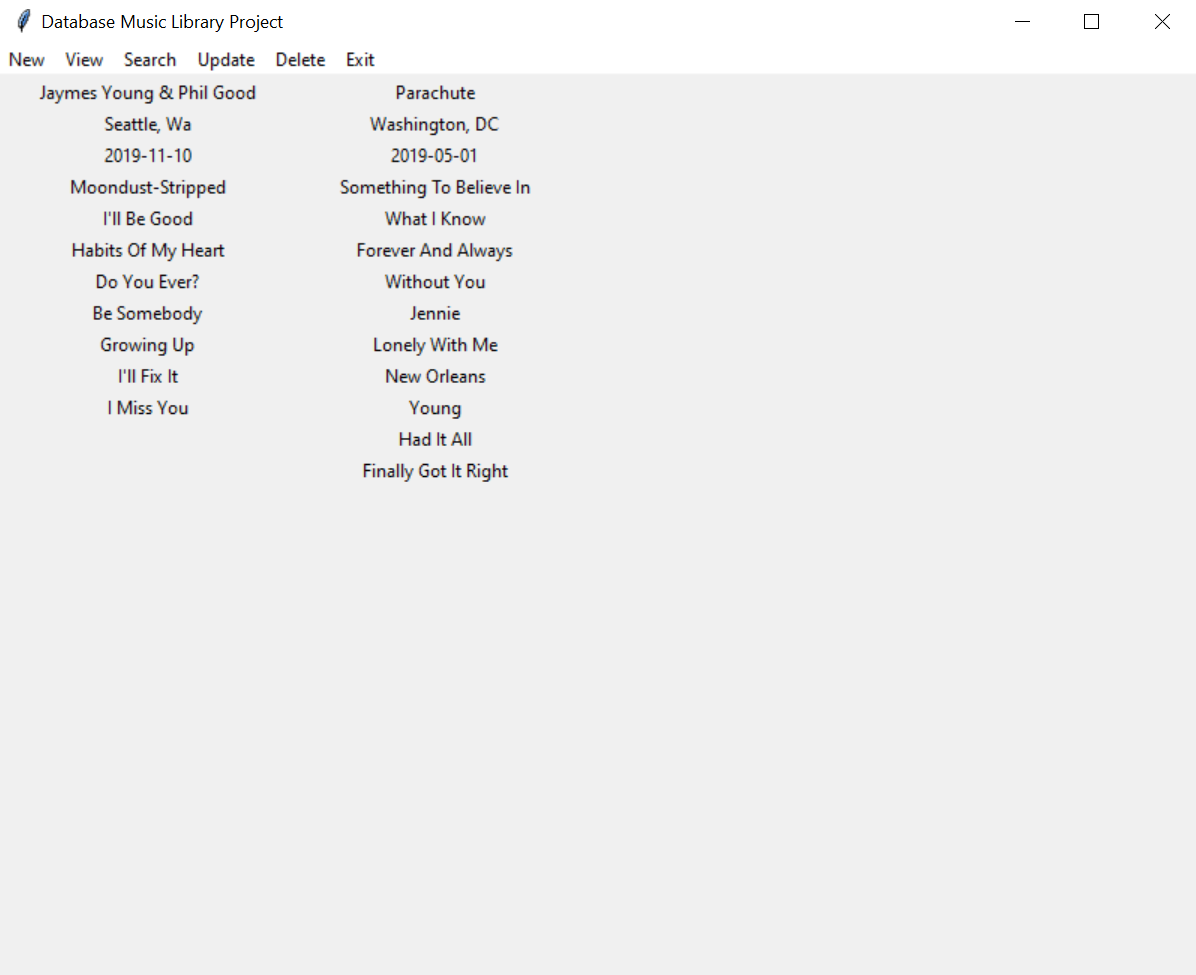 Database Music Library Project
New View Search Update Delete Exit
Jaymes Young & Phil Good
Seattle, Wa
2019-11-10
Moondust-Stripped
I'll Be Good
Habits Of My Heart
Do You Ever?
Be Somebody
Growing Up
I'll Fix It
I Miss You
Parachute
Washington, DC
2019-05-01
Something To Believe In
What I Know
Forever And Always
Without You
Jennie
Lonely With Me
New Orleans
Young
Had It All
Finally Got It Right